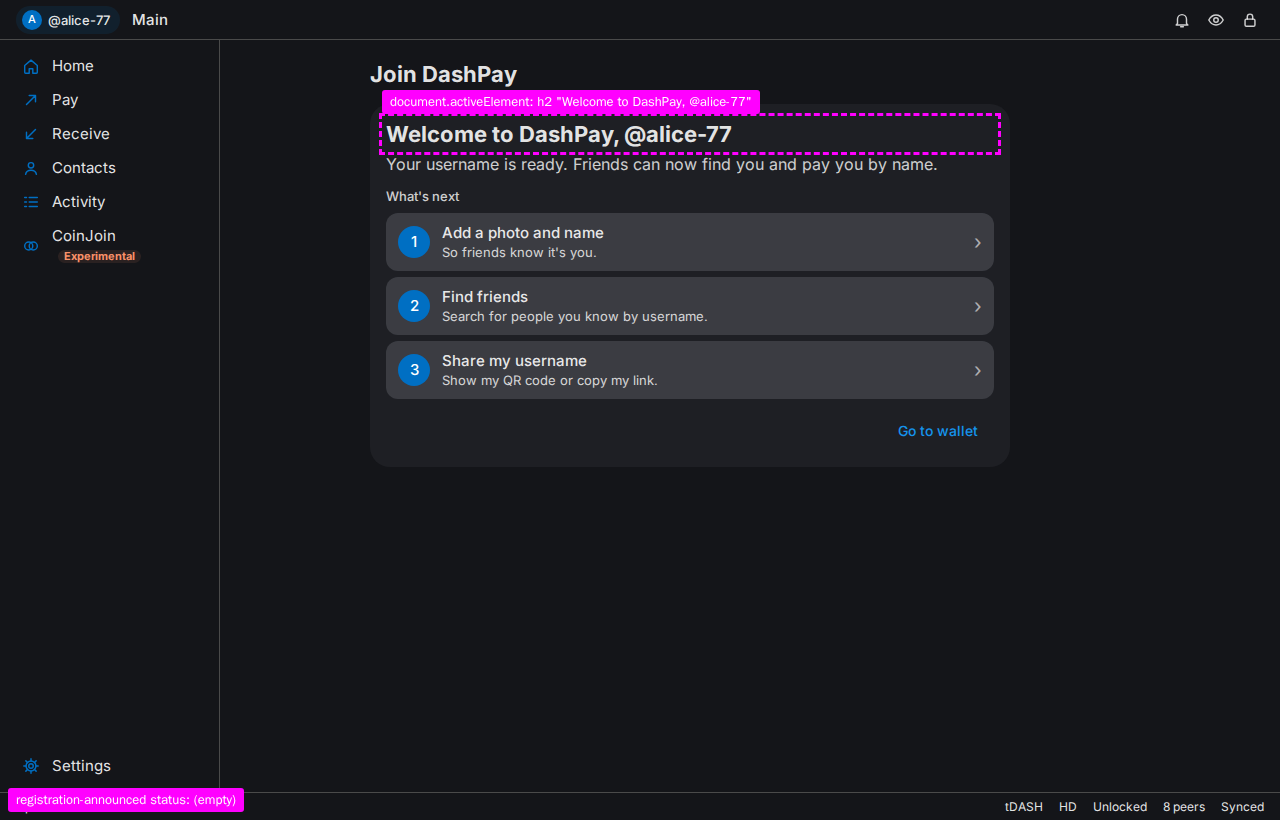 A @alice-77 Main
Home
Pay
Receive
Contacts
Activity
CoinJoin
Experimental
Settings
Join DashPay
document.activeElement: h2 "Welcome to DashPay, @alice-77"
Welcome to DashPay, @alice-77
Your username is ready. Friends can now find you and pay you by name.
What's next
1 Add a photo and name
So friends know it's you.
2 Find friends
Search for people you know by username.
3 Share my username
Show my QR code or copy my link.
Go to wallet
registration-announced status: (empty)
tDASH HD Unlocked 8 peers Synced